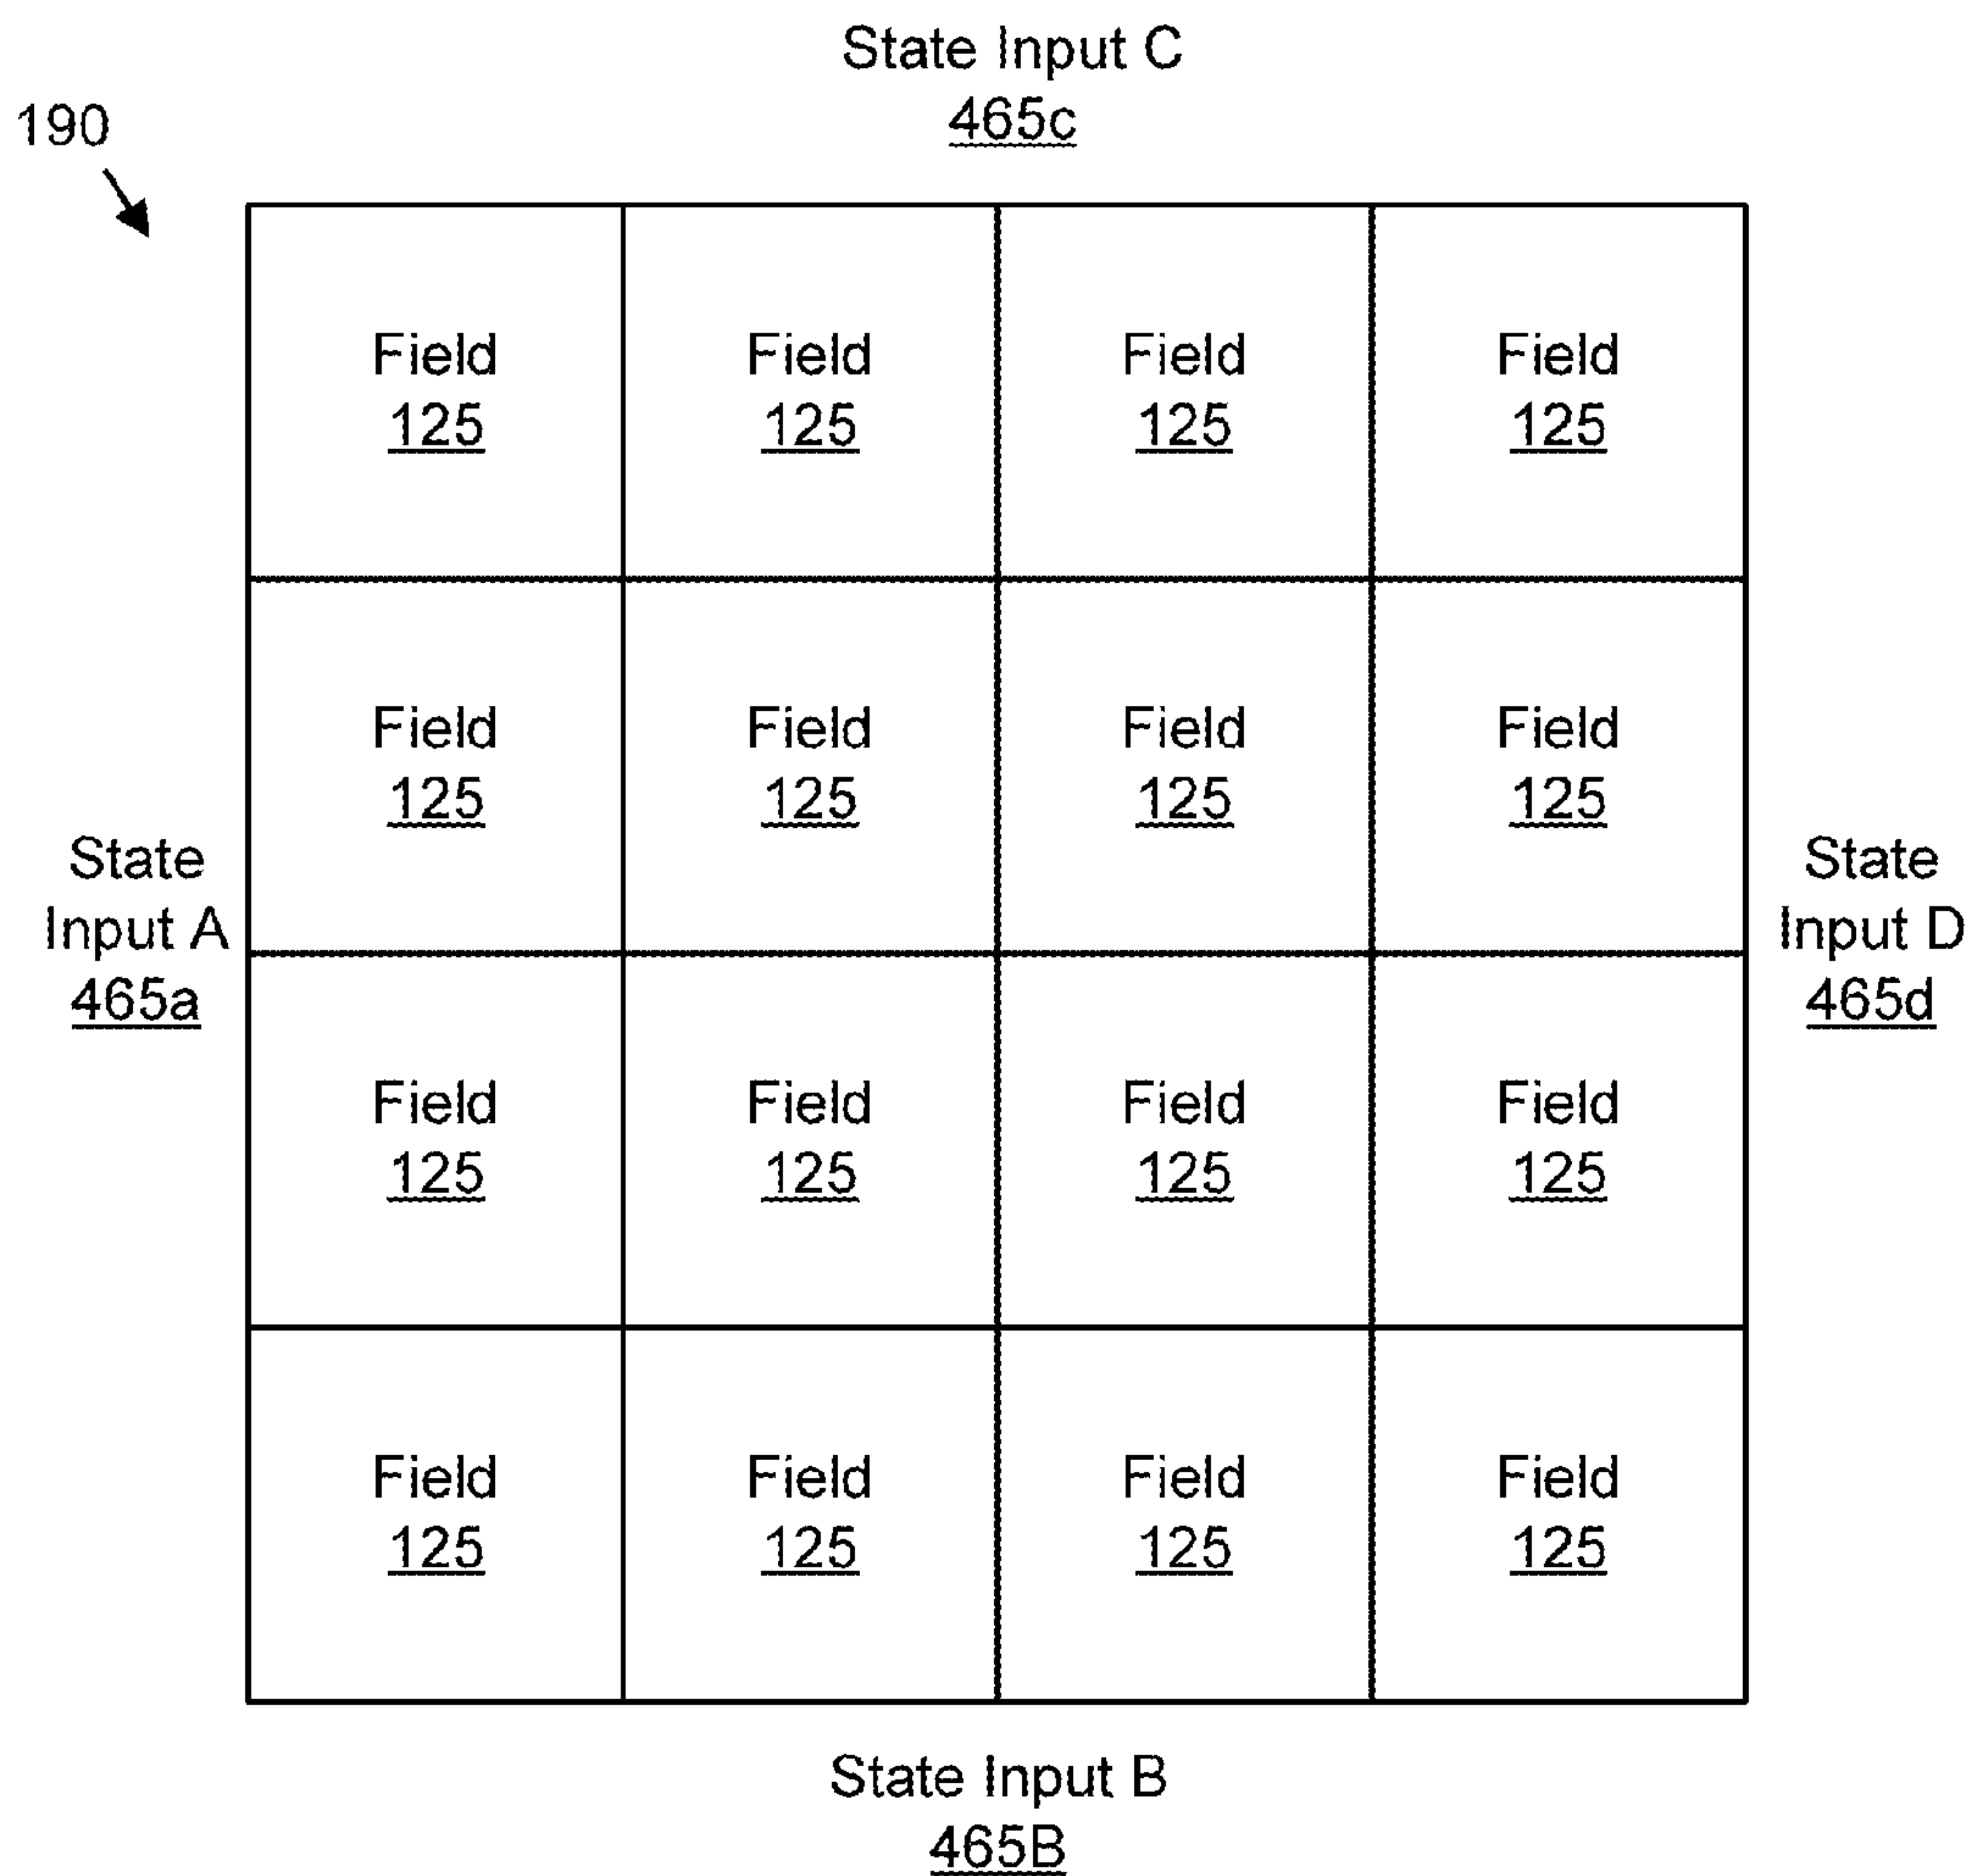 State Input C
465c
190
Field Field Field Field
125 125 125 125
Field Field Field Field
125 125 125 125
State
Input A
465a
State
Input D
465d
Field Field Field Field
125 125 125 125
Field Field Field Field
125 125 125 125
State Input B
465B